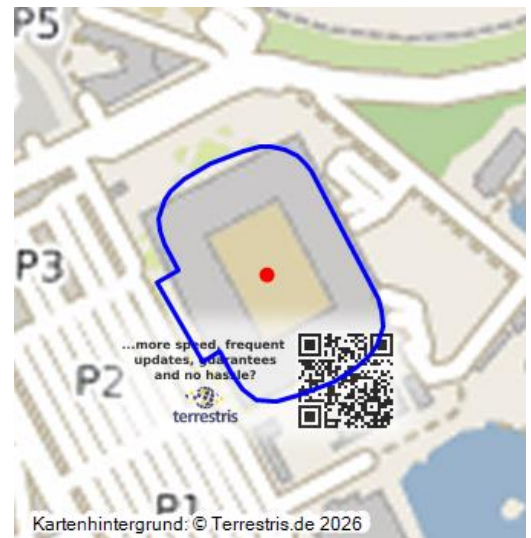 P5
P3
...more speed, frequent
updates, guarantees
and no hassle?
P2
terrestris
P1
Kartenhintergrund: © Terrestris.de 2026